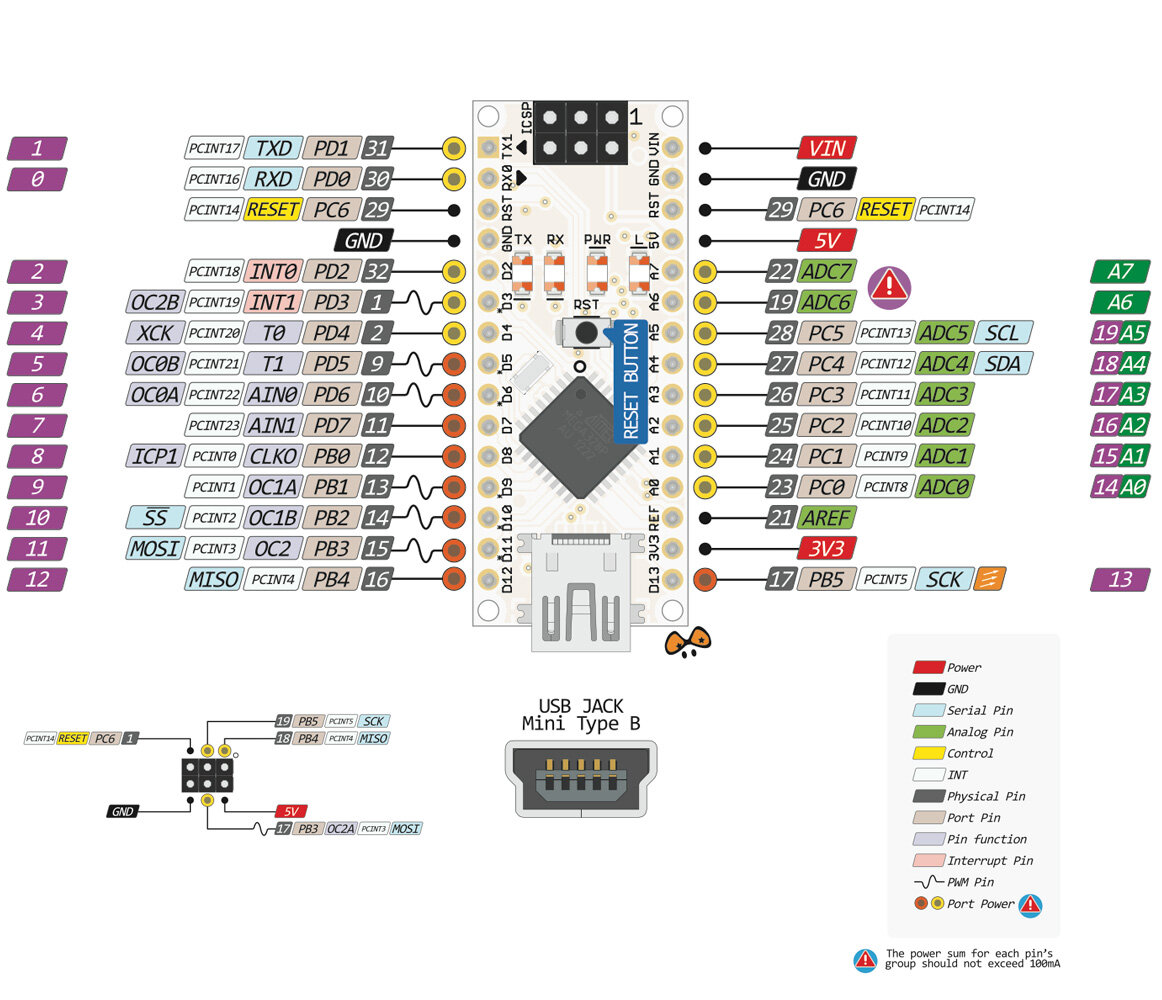 ICSP 1
1 PCINT17 TXD PD1 31 TX1 VIN VIN
0 PCINT16 RXD PD0 30 RX0 GND GND
PCINT14 RESET PC6 29 RST RST 29 PC6 RESET PCINT14
GND GND TX RX PWR L 5V 5V
2 PCINT18 INT0 PD2 32 D2 A7 22 ADC7 A7
3 OC2B PCINT19 INT1 PD3 1 *D3 RST A6 19 ADC6 A6
4 XCK PCINT20 T0 PD4 2 D4 A5 28 PC5 PCINT13 ADC5 SCL 19 A5
5 OC0B PCINT21 T1 PD5 9 *D5 A4 27 PC4 PCINT12 ADC4 SDA 18 A4
6 OC0A PCINT22 AIN0 PD6 10 *D6 A3 26 PC3 PCINT11 ADC3 17 A3
RESET BUTTON
7 PCINT23 AIN1 PD7 11 D7 A2 25 PC2 PCINT10 ADC2 16 A2
8 ICP1 PCINT0 CLKO PB0 12 D8 A1 24 PC1 PCINT9 ADC1 15 A1
9 PCINT1 OC1A PB1 13 *D9 A0 23 PC0 PCINT8 ADC0 14 A0
10 SS PCINT2 OC1B PB2 14 *D10 REF 21 AREF
11 MOSI PCINT3 OC2 PB3 15 *D11 3V3 3V3
12 MISO PCINT4 PB4 16 D12 D13 17 PB5 PCINT5 SCK 13
19 PB5 PCINT5 SCK
PCINT14 RESET PC6 1 18 PB4 PCINT4 MISO
GND 5V
17 PB3 OC2A PCINT3 MOSI
USB JACK
Mini Type B
Power
GND
Serial Pin
Analog Pin
Control
INT
Physical Pin
Port Pin
Pin function
Interrupt Pin
PWM Pin
Port Power
The power sum for each pin's
group should not exceed 100mA